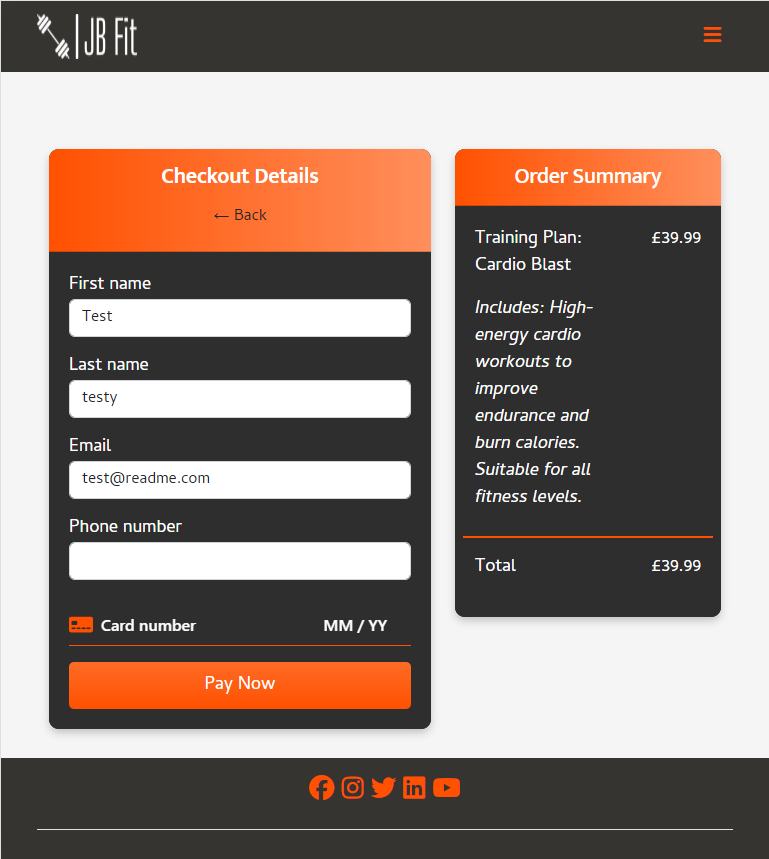 JB Fit
Checkout Details
← Back
First name
Test
Last name
testy
Email
test@readme.com
Phone number
Card number MM / YY
Pay Now
Order Summary
Training Plan: £39.99
Cardio Blast
Includes: High-
energy cardio
workouts to
improve
endurance and
burn calories.
Suitable for all
fitness levels.
Total £39.99